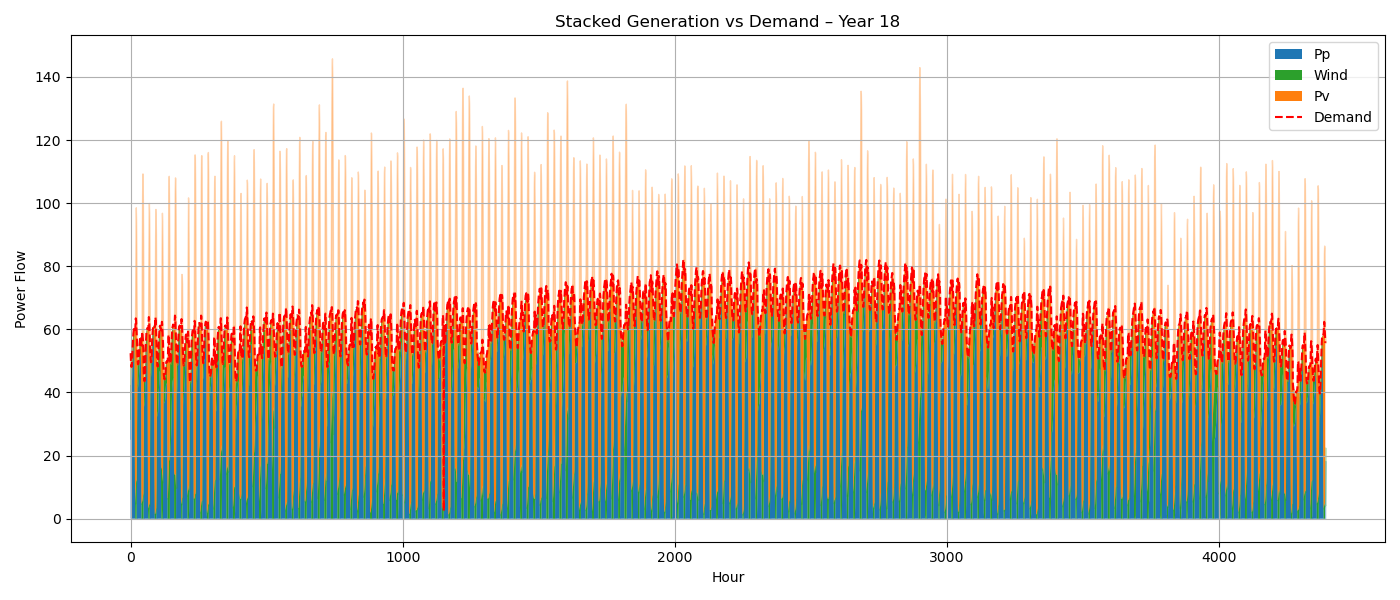 Stacked Generation vs Demand – Year 18
Pp
Wind
Pv
Demand
Power Flow
140
120
100
80
60
40
20
0
0 1000 2000 3000 4000
Hour